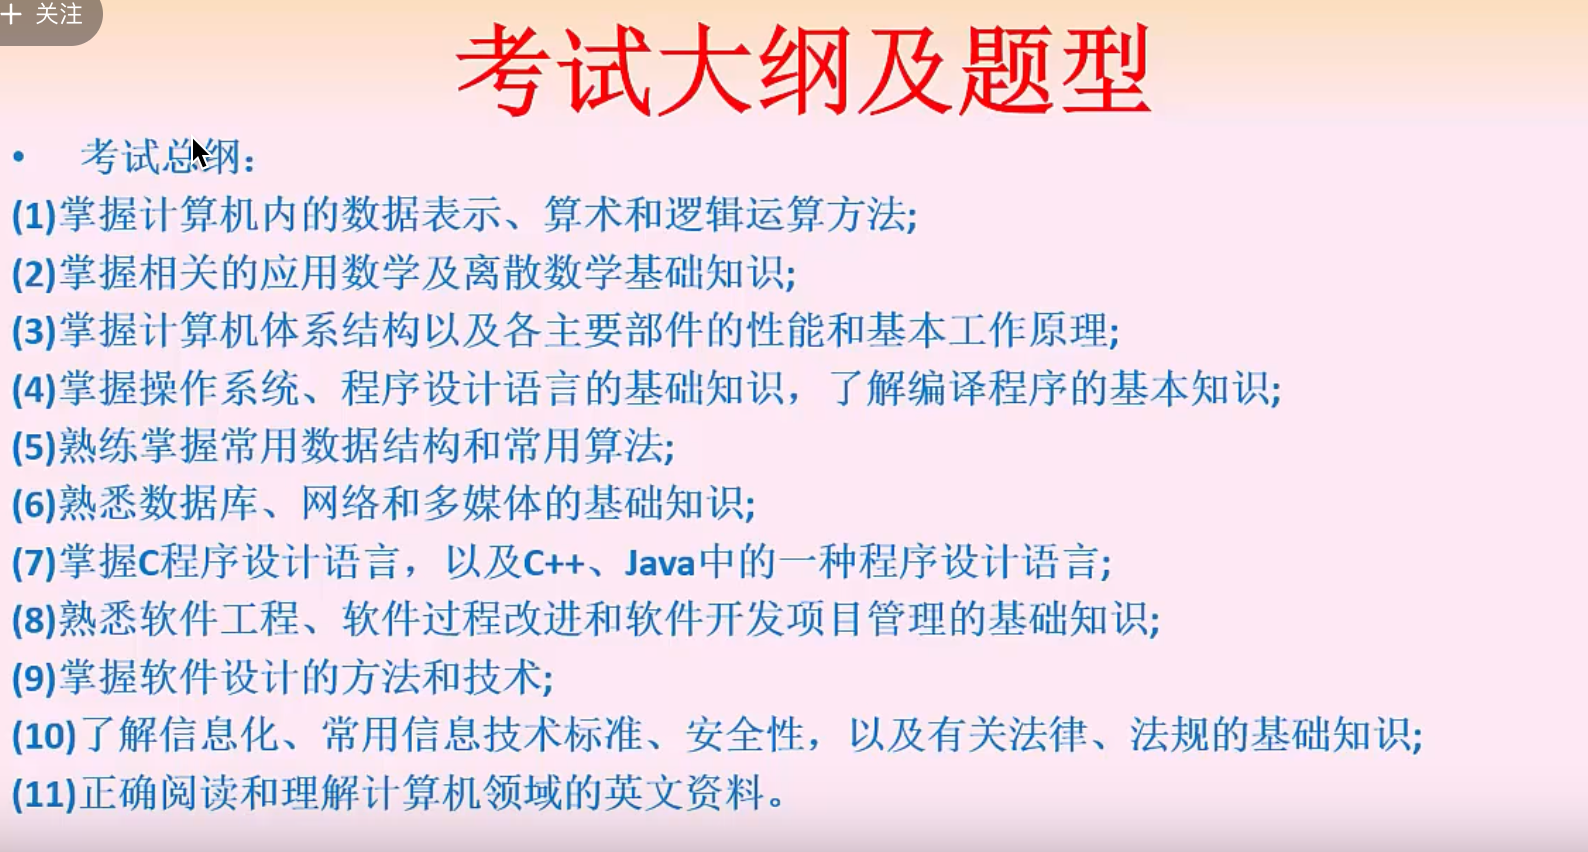 + 关注
考试大纲及题型
• 考试总纲：
(1)掌握计算机内的数据表示、算术和逻辑运算方法;
(2)掌握相关的应用数学及离散数学基础知识;
(3)掌握计算机体系结构以及各主要部件的性能和基本工作原理;
(4)掌握操作系统、程序设计语言的基础知识，了解编译程序的基本知识;
(5)熟练掌握常用数据结构和常用算法;
(6)熟悉数据库、网络和多媒体的基础知识;
(7)掌握C程序设计语言，以及C++、Java中的一种程序设计语言;
(8)熟悉软件工程、软件过程改进和软件开发项目管理的基础知识;
(9)掌握软件设计的方法和技术;
(10)了解信息化、常用信息技术标准、安全性，以及有关法律、法规的基础知识;
(11)正确阅读和理解计算机领域的英文资料。